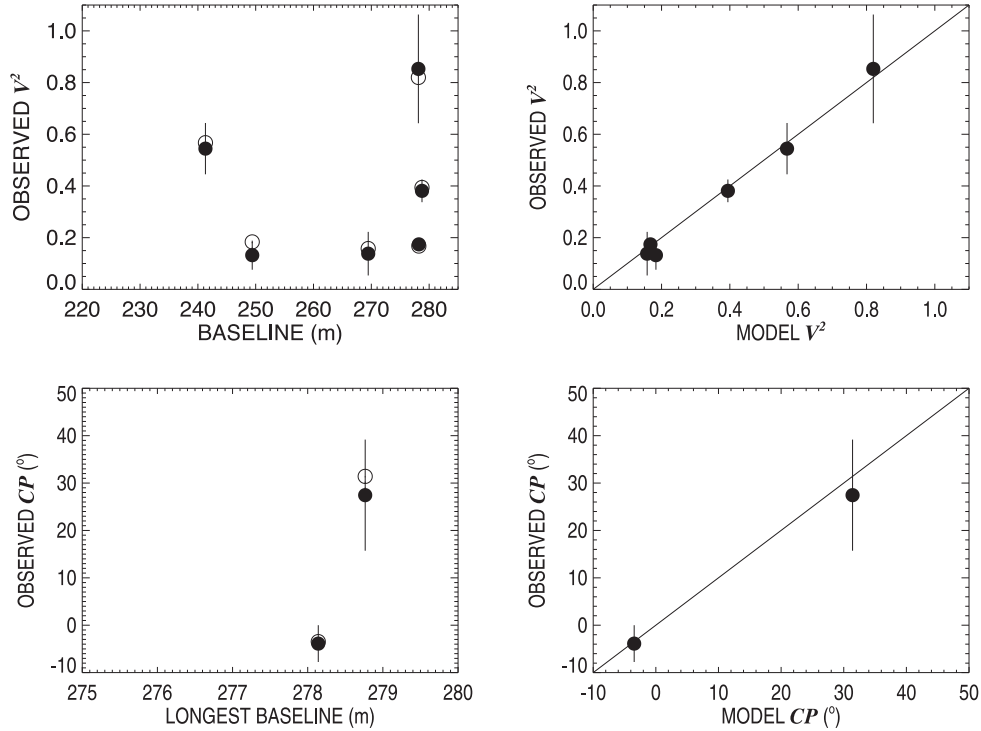 OBSERVED V²
1.0
0.8
0.6
0.4
0.2
0.0
220 230 240 250 260 270 280
BASELINE (m)
OBSERVED V²
1.0
0.8
0.6
0.4
0.2
0.0
0.0 0.2 0.4 0.6 0.8 1.0
MODEL V²
OBSERVED CP (°)
50
40
30
20
10
0
-10
275 276 277 278 279 280
LONGEST BASELINE (m)
OBSERVED CP (°)
50
40
30
20
10
0
-10
-10 0 10 20 30 40 50
MODEL CP (°)